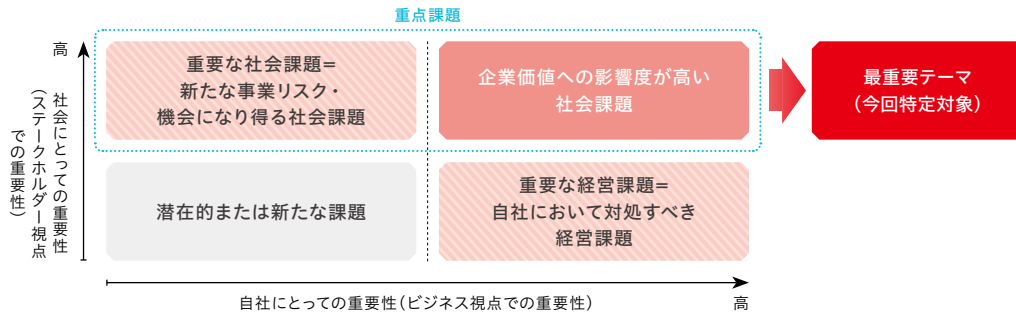 重点課題
高
社会にとっての重要性
（ステークホルダー視点
での重要性）
重要な社会課題＝
新たな事業リスク・
機会になり得る社会課題
企業価値への影響度が高い
社会課題
最重要テーマ
（今回特定対象）
潜在的または新たな課題
重要な経営課題＝
自社において対処すべき
経営課題
自社にとっての重要性（ビジネス視点での重要性）
高